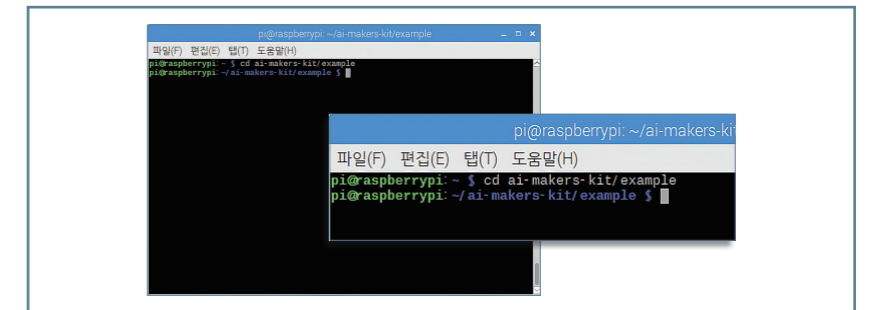 pi@raspberrypi: ~/ai-makers-kit/example
파일(F) 편집(E) 탭(T) 도움말(H)
pi@raspberrypi:~ $ cd ai-makers-kit/example
pi@raspberrypi:~/ai-makers-kit/example $
pi@raspberrypi: ~/ai-makers-ki
파일(F) 편집(E) 탭(T) 도움말(H)
pi@raspberrypi:~ $ cd ai-makers-kit/example
pi@raspberrypi:~/ai-makers-kit/example $